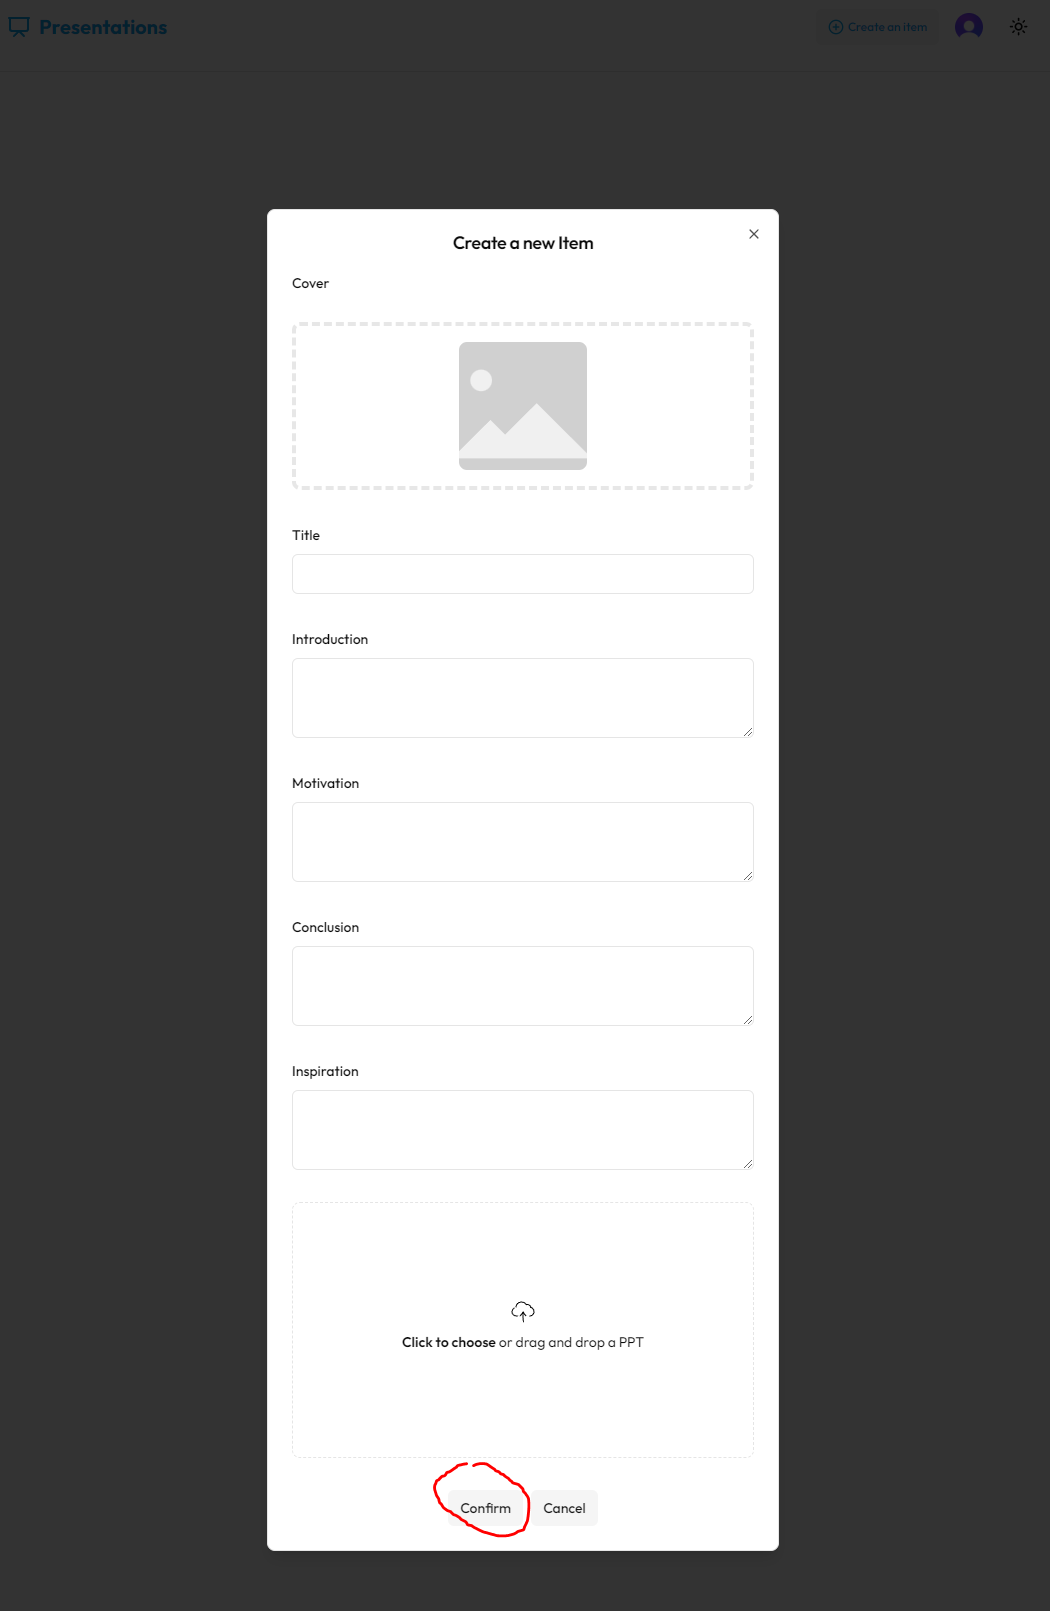 Presentations
Create an item
Create a new Item
Cover
Title
Introduction
Motivation
Conclusion
Inspiration
Click to choose or drag and drop a PPT
Confirm
Cancel